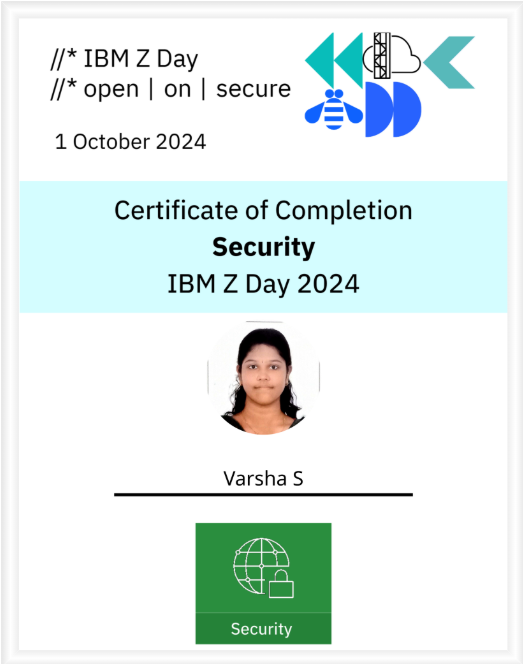 //* IBM Z Day
//* open | on | secure
1 October 2024
Certificate of Completion
Security
IBM Z Day 2024
Varsha S
Security